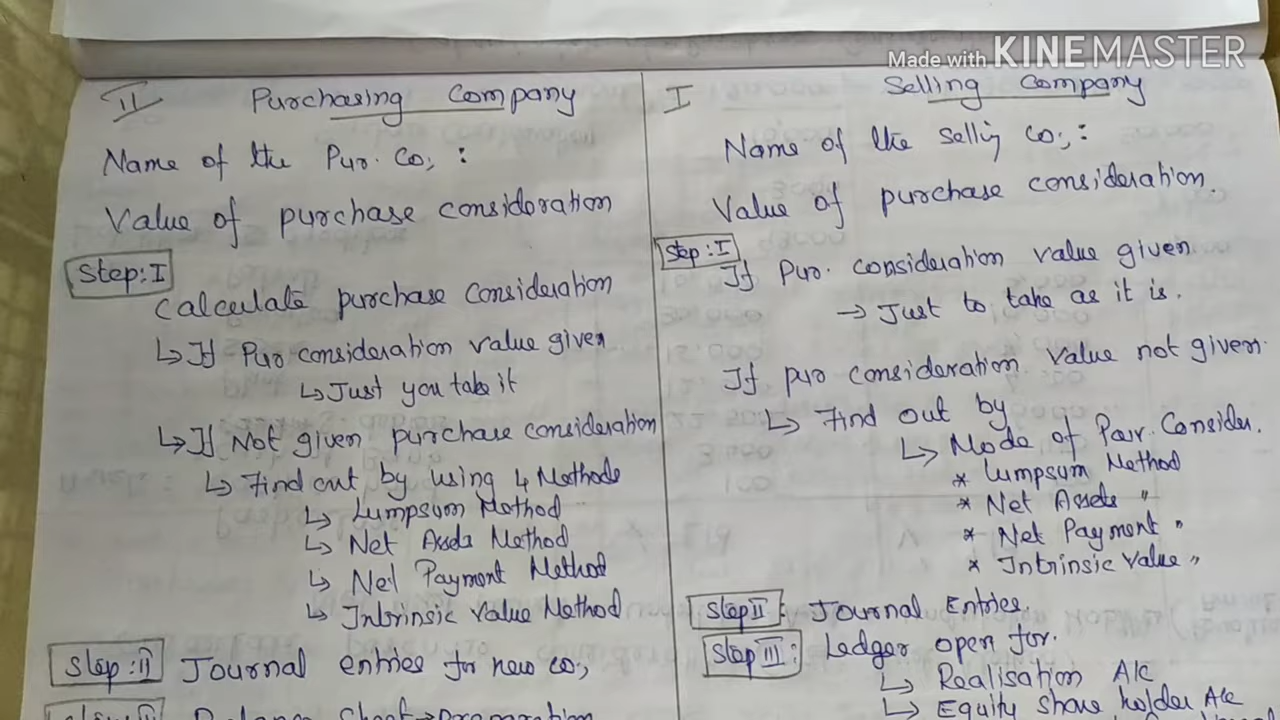 Made with KINEMASTER
II Purchasing Company
Name of the Pur. Co; :
Value of purchase consideration
Step:I
Calculate purchase consideration
↳ If Pur consideration value given
↳ Just you take it
↳ If Not given purchase consideration
↳ Find out by using 4 Methods
↳ Lumpsum Method
↳ Net Assets Method
↳ Net Payment Method
↳ Intrinsic Value Method
Step:II Journal entries for new co;
Balance Sheet → Preparation
I Selling Company
Name of the Selling Co; :
Value of purchase consideration.
Step:I
If Pur. consideration value given
→ Just to take as it is.
If pur consideration value not given.
↳ Find out by
↳ Mode of Pur. Consider.
* Lumpsum Method
* Net Assets "
* Net Payment "
* Intrinsic Value "
Step II : Journal Entries.
Step III : Ledger open for.
↳ Realisation A/c
↳ Equity share holder A/c